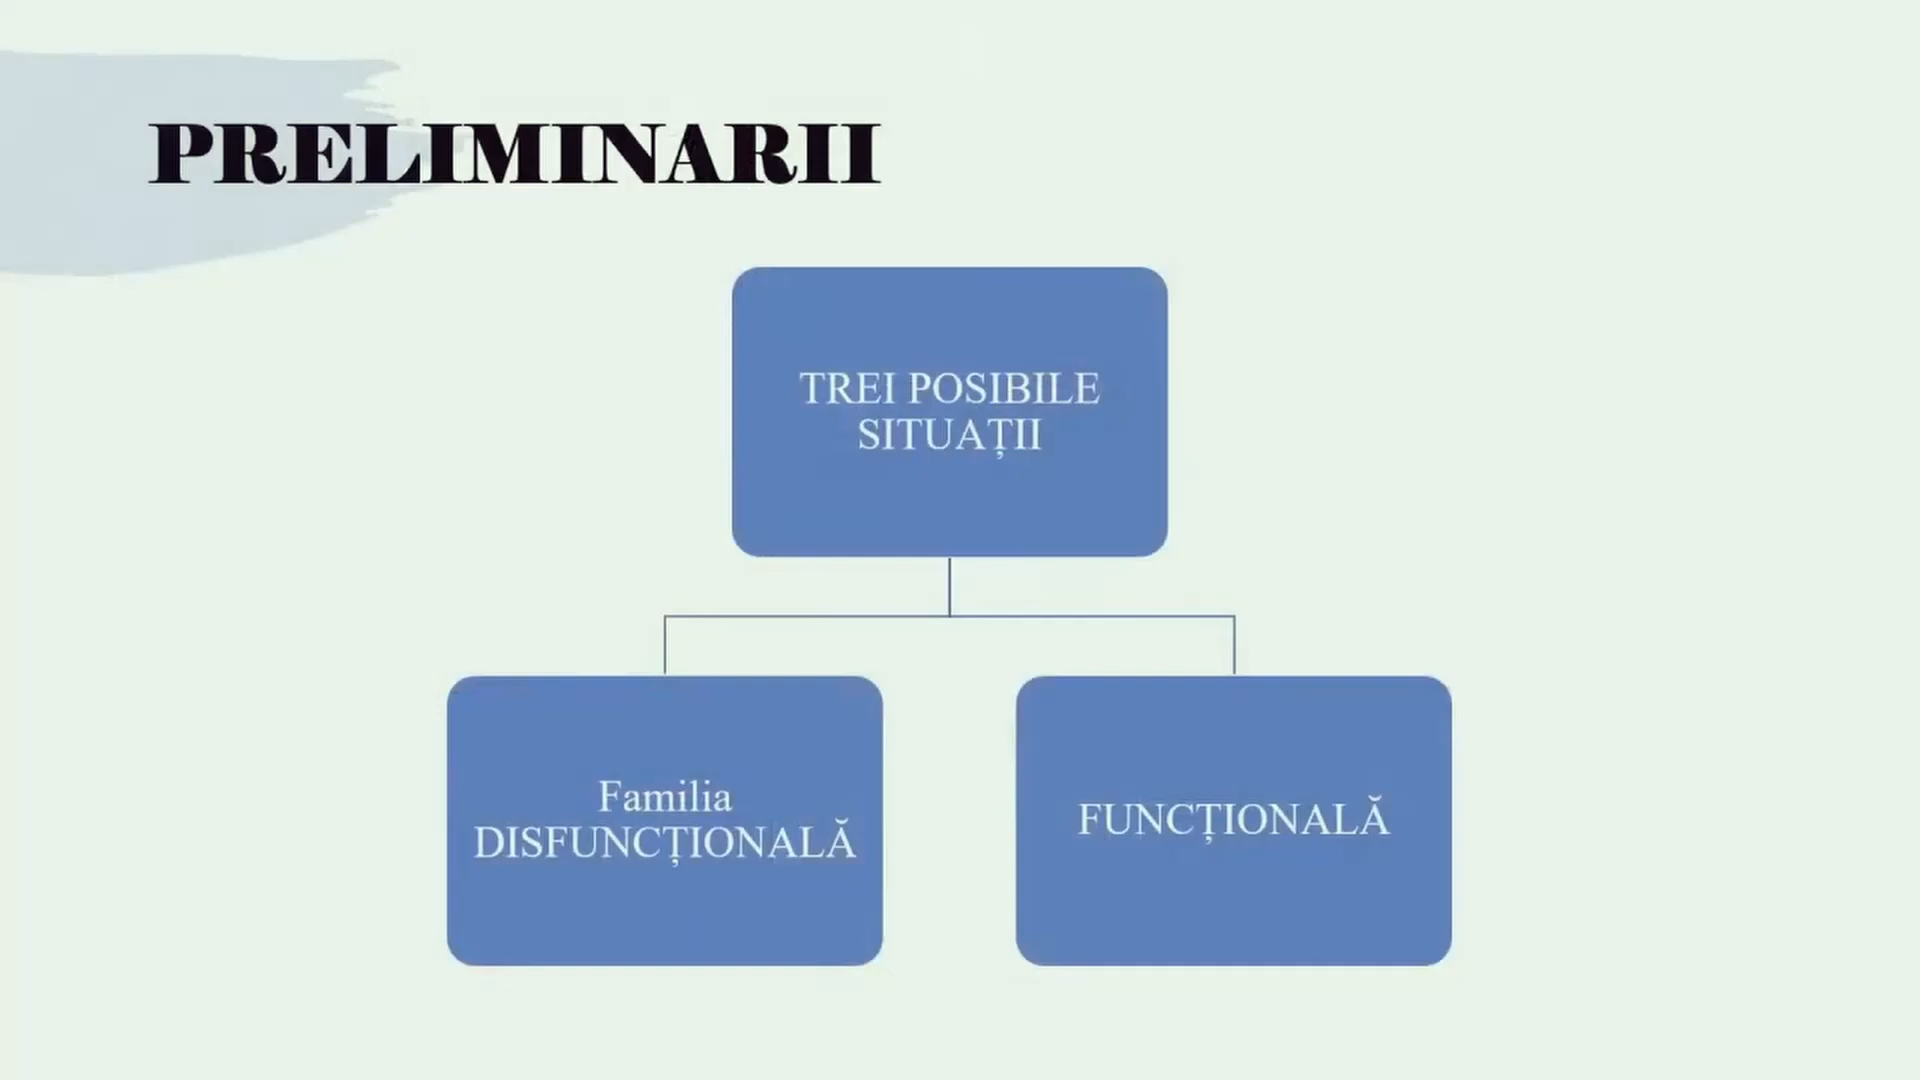 PRELIMINARII
TREI POSIBILE
SITUAȚII
Familia
DISFUNCȚIONALĂ
FUNCȚIONALĂ